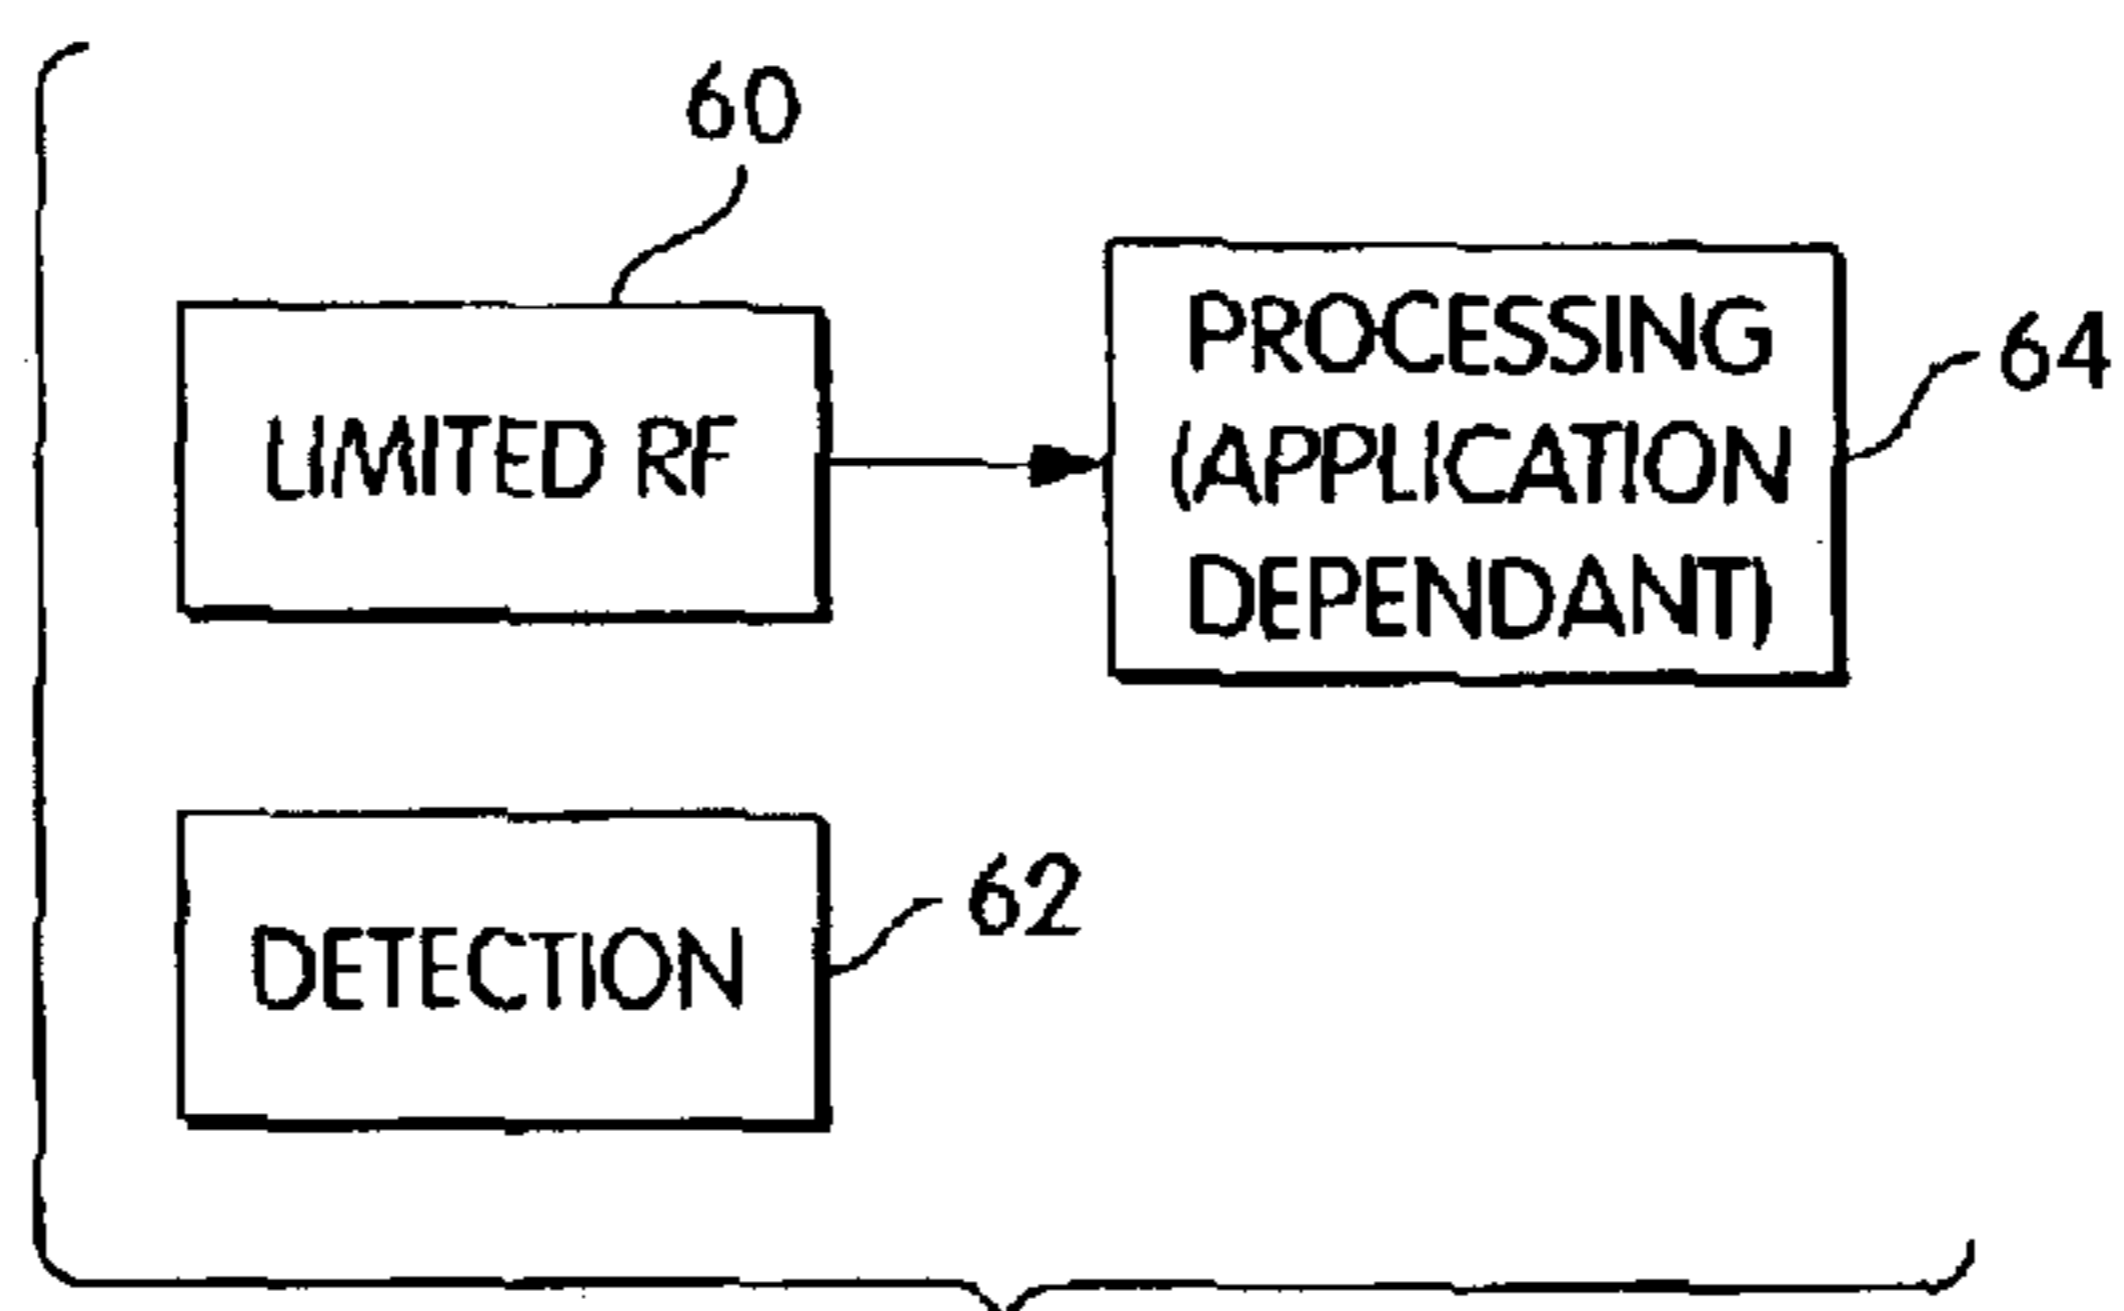 60
LIMITED RF
PROCESSING
(APPLICATION
DEPENDANT)
64
DETECTION
62